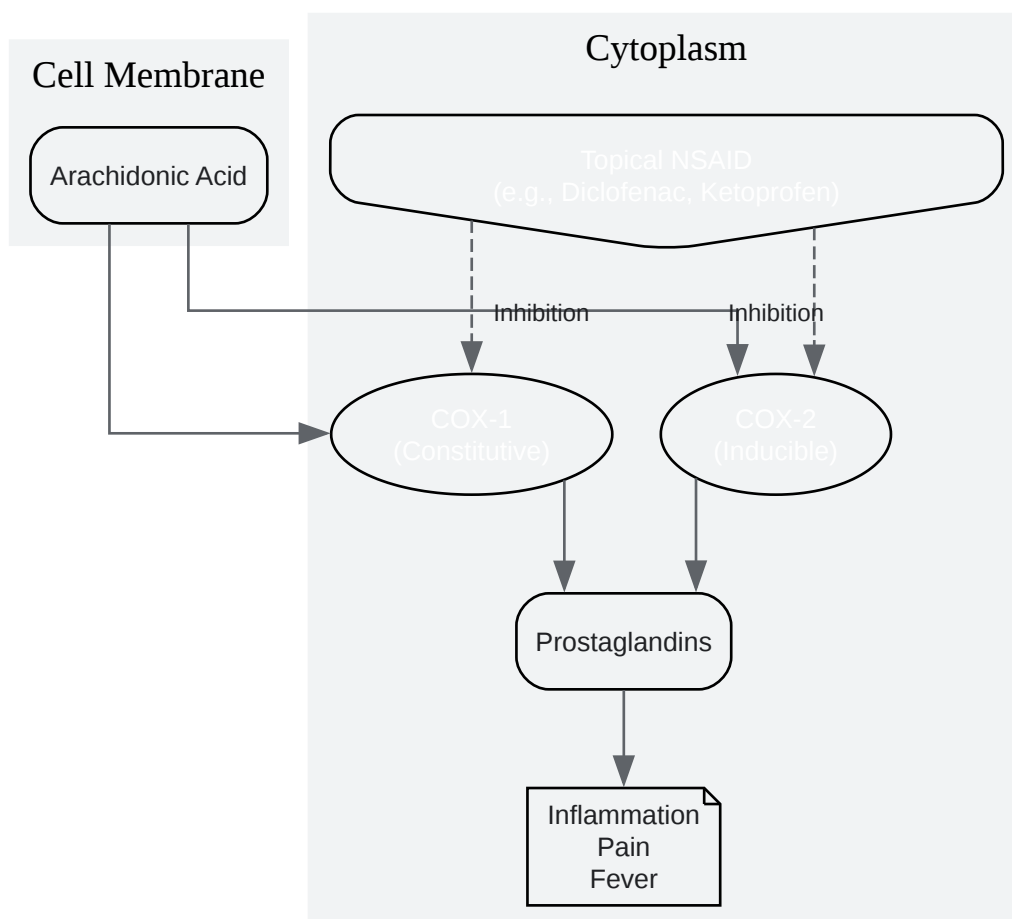 Cell Membrane
Cytoplasm
Arachidonic Acid
Topical NSAID
(e.g., Diclofenac, Ketoprofen)
Inhibition
Inhibition
COX-1
(Constitutive)
COX-2
(Inducible)
Prostaglandins
Inflammation
Pain
Fever